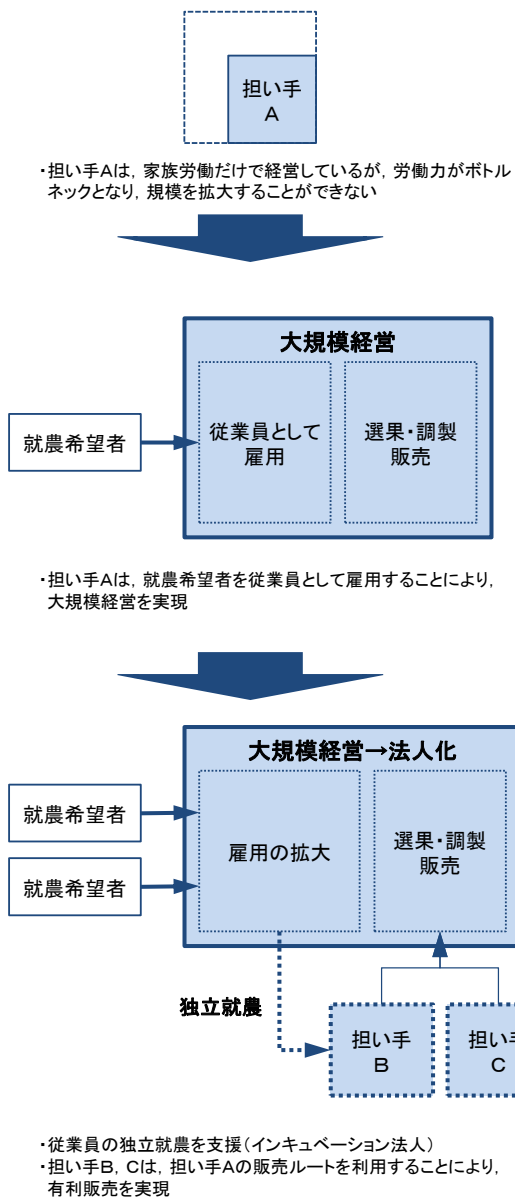 担い手
A
・担い手Aは，家族労働だけで経営しているが，労働力がボトル
ネックとなり，規模を拡大することができない
大規模経営
就農希望者
従業員として
雇用
選果・調製
販売
・担い手Aは，就農希望者を従業員として雇用することにより，
大規模経営を実現
大規模経営→法人化
就農希望者
就農希望者
雇用の拡大
選果・調製
販売
独立就農
担い手
B
担い手
C
・従業員の独立就農を支援（インキュベーション法人）
・担い手B，Cは，担い手Aの販売ルートを利用することにより，
有利販売を実現